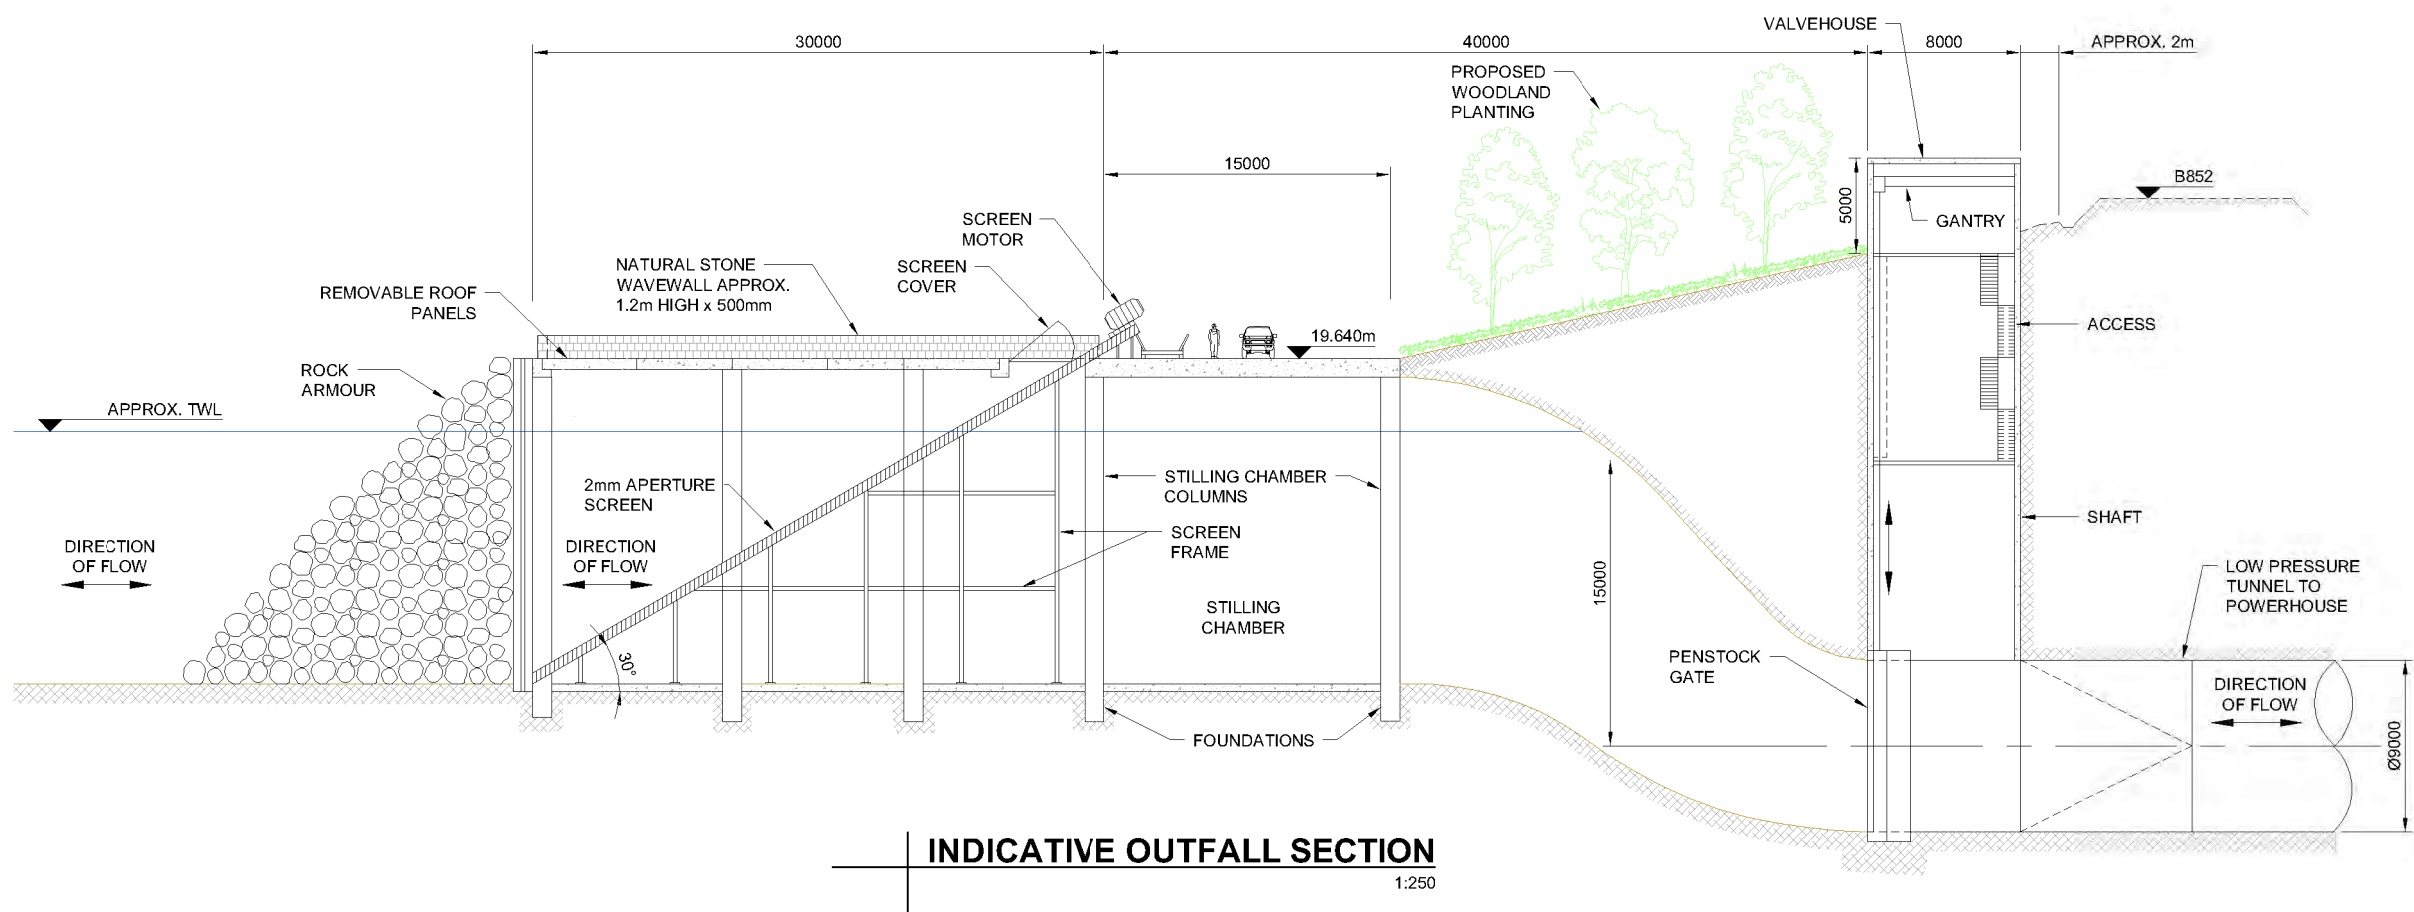 VALVEHOUSE
30000
40000
8000
APPROX. 2m
PROPOSED
WOODLAND
PLANTING
15000
B852
5000
GANTRY
SCREEN
MOTOR
NATURAL STONE
WAVEWALL APPROX.
1.2m HIGH x 500mm
SCREEN
COVER
REMOVABLE ROOF
PANELS
19.640m
ACCESS
ROCK
ARMOUR
APPROX. TWL
2mm APERTURE
SCREEN
STILLING CHAMBER
COLUMNS
SHAFT
SCREEN
FRAME
DIRECTION
OF FLOW
DIRECTION
OF FLOW
15000
LOW PRESSURE
TUNNEL TO
POWERHOUSE
STILLING
CHAMBER
30°
PENSTOCK
GATE
DIRECTION
OF FLOW
Ø9000
FOUNDATIONS
INDICATIVE OUTFALL SECTION
1:250